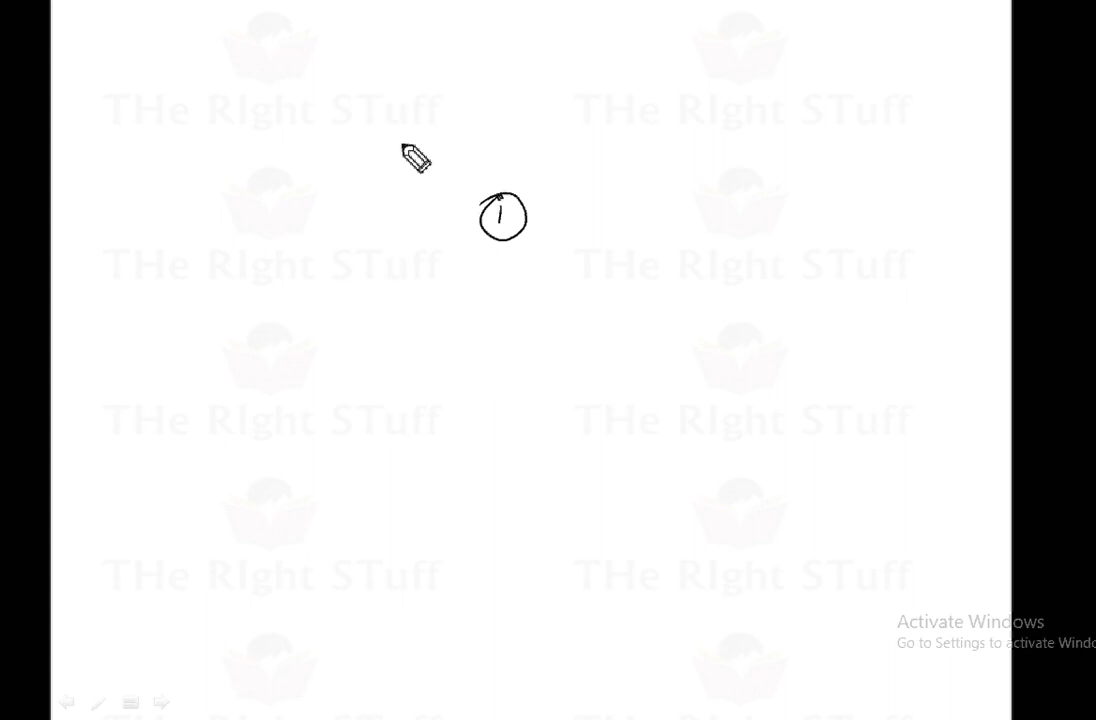 THe RIght STuff THe RIght STuff
1
THe RIght STuff THe RIght STuff
THe RIght STuff THe RIght STuff
THe RIght STuff THe RIght STuff
Activate Windows
Go to Settings to activate Windo